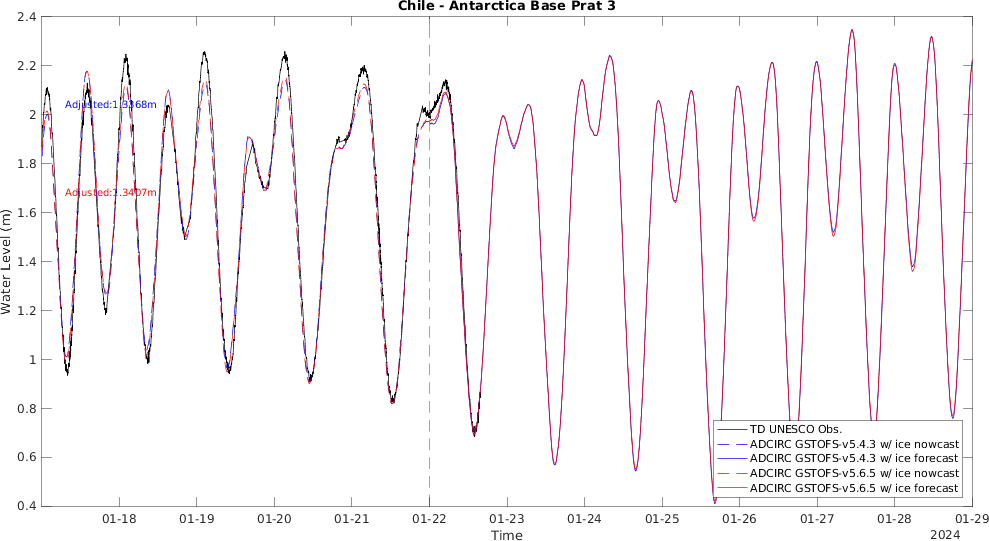 Chile - Antarctica Base Prat 3
2.4
2.2
2
1.8
1.6
1.4
1.2
1
0.8
0.6
0.4
Water Level (m)
Adjusted:1.3368m
Adjusted:1.3407m
TD UNESCO Obs.
ADCIRC GSTOFS-v5.4.3 w/ ice nowcast
ADCIRC GSTOFS-v5.4.3 w/ ice forecast
ADCIRC GSTOFS-v5.6.5 w/ ice nowcast
ADCIRC GSTOFS-v5.6.5 w/ ice forecast
01-18 01-19 01-20 01-21 01-22 01-23 01-24 01-25 01-26 01-27 01-28 01-29
Time
2024